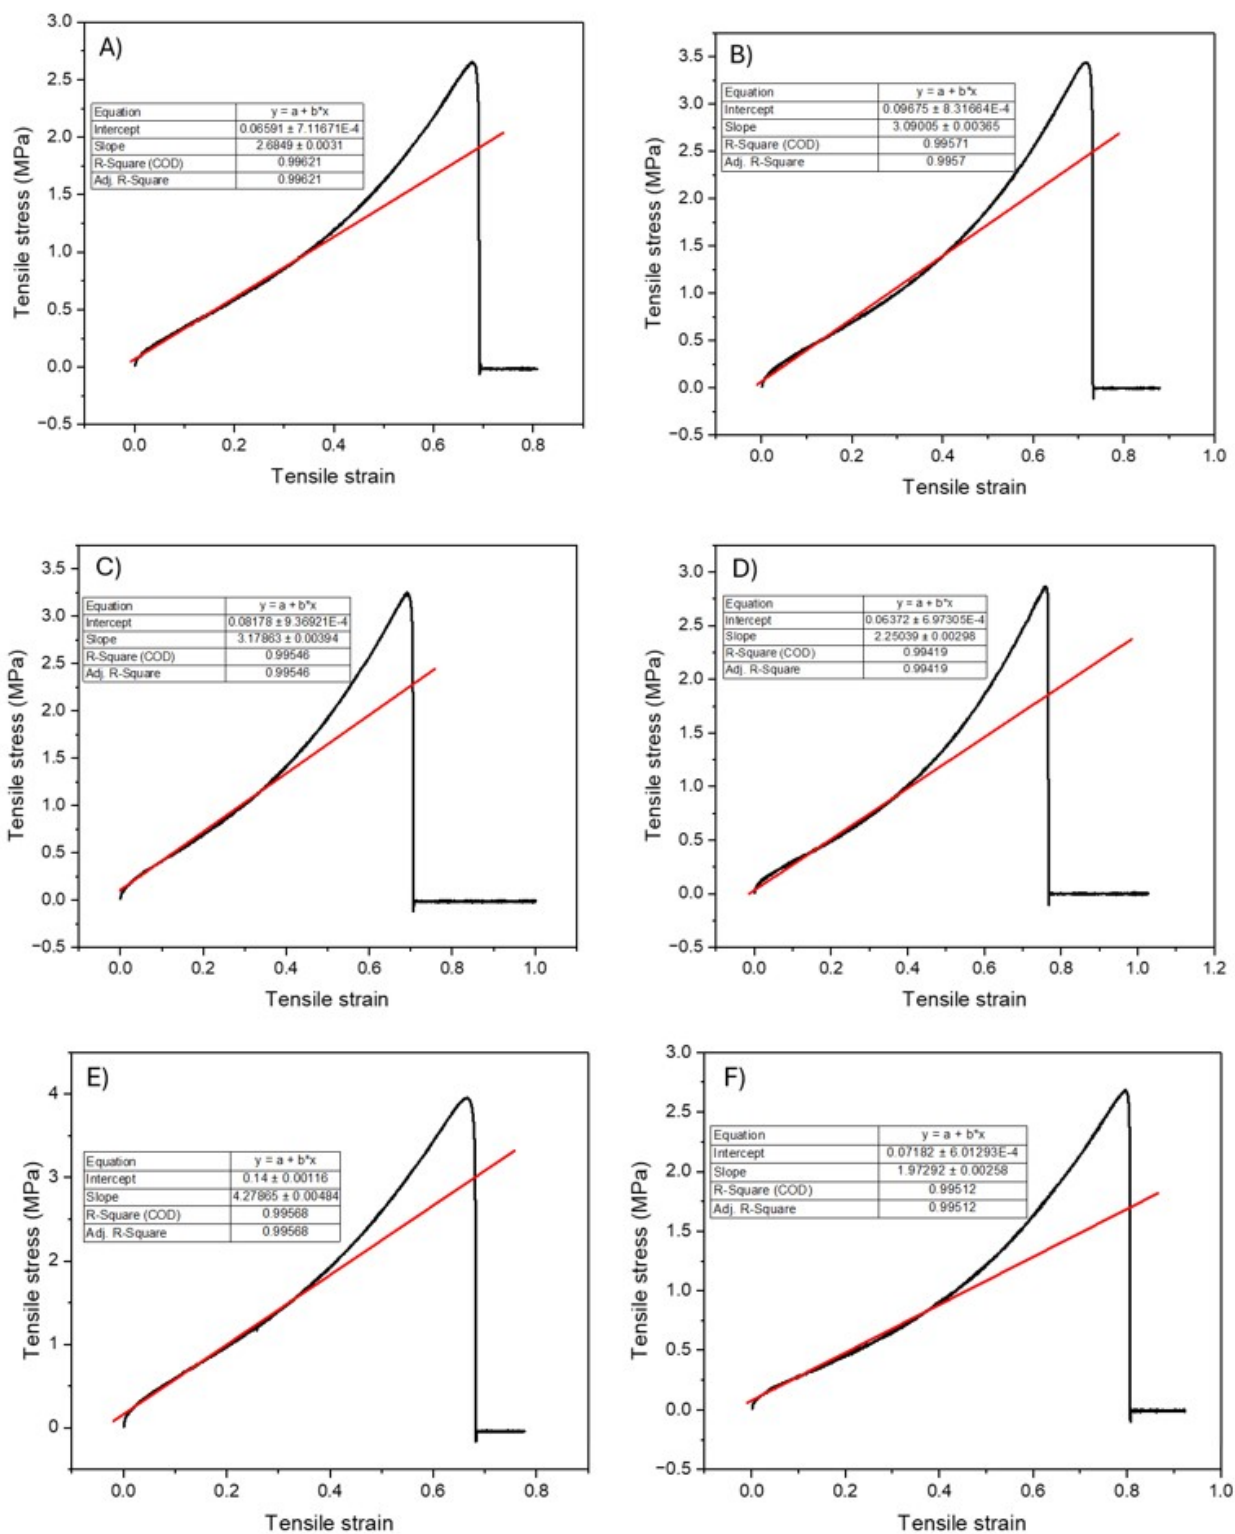 A)
Equation y = a + b*x
Intercept 0.06591 ± 7.11671E-4
Slope 2.6849 ± 0.0031
R-Square (COD) 0.99621
Adj. R-Square 0.99621
Tensile stress (MPa)
3.0
2.5
2.0
1.5
1.0
0.5
0.0
−0.5
0.0 0.2 0.4 0.6 0.8
Tensile strain
B)
Equation y = a + b*x
Intercept 0.09675 ± 8.31664E-4
Slope 3.09005 ± 0.00365
R-Square (COD) 0.99571
Adj. R-Square 0.9957
Tensile stress (MPa)
3.5
3.0
2.5
2.0
1.5
1.0
0.5
0.0
−0.5
0.0 0.2 0.4 0.6 0.8 1.0
Tensile strain
C)
Equation y = a + b*x
Intercept 0.08178 ± 9.36921E-4
Slope 3.17863 ± 0.00394
R-Square (COD) 0.99546
Adj. R-Square 0.99546
Tensile stress (MPa)
3.5
3.0
2.5
2.0
1.5
1.0
0.5
0.0
−0.5
0.0 0.2 0.4 0.6 0.8 1.0
Tensile strain
D)
Equation y = a + b*x
Intercept 0.06372 ± 6.97305E-4
Slope 2.25039 ± 0.00298
R-Square (COD) 0.99419
Adj. R-Square 0.99419
Tensile stress (MPa)
3.0
2.5
2.0
1.5
1.0
0.5
0.0
−0.5
0.0 0.2 0.4 0.6 0.8 1.0 1.2
Tensile strain
E)
Equation y = a + b*x
Intercept 0.14 ± 0.00116
Slope 4.27865 ± 0.00484
R-Square (COD) 0.99568
Adj. R-Square 0.99568
Tensile stress (MPa)
4
3
2
1
0
0.0 0.2 0.4 0.6 0.8
Tensile strain
F)
Equation y = a + b*x
Intercept 0.07182 ± 6.01293E-4
Slope 1.97292 ± 0.00258
R-Square (COD) 0.99512
Adj. R-Square 0.99512
Tensile stress (MPa)
3.0
2.5
2.0
1.5
1.0
0.5
0.0
−0.5
0.0 0.2 0.4 0.6 0.8 1.0
Tensile strain